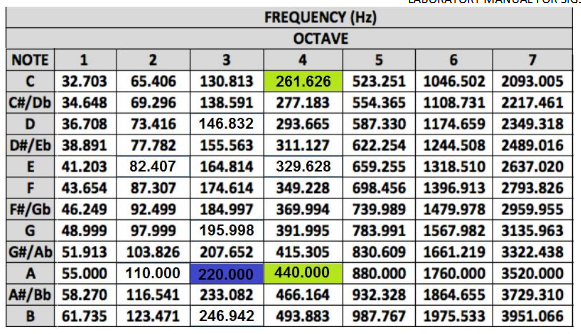 LABORATORY MANUAL FOR SIG
FREQUENCY (Hz)
OCTAVE
NOTE 1 2 3 4 5 6 7
C 32.703 65.406 130.813 261.626 523.251 1046.502 2093.005
C#/Db 34.648 69.296 138.591 277.183 554.365 1108.731 2217.461
D 36.708 73.416 146.832 293.665 587.330 1174.659 2349.318
D#/Eb 38.891 77.782 155.563 311.127 622.254 1244.508 2489.016
E 41.203 82.407 164.814 329.628 659.255 1318.510 2637.020
F 43.654 87.307 174.614 349.228 698.456 1396.913 2793.826
F#/Gb 46.249 92.499 184.997 369.994 739.989 1479.978 2959.955
G 48.999 97.999 195.998 391.995 783.991 1567.982 3135.963
G#/Ab 51.913 103.826 207.652 415.305 830.609 1661.219 3322.438
A 55.000 110.000 220.000 440.000 880.000 1760.000 3520.000
A#/Bb 58.270 116.541 233.082 466.164 932.328 1864.655 3729.310
B 61.735 123.471 246.942 493.883 987.767 1975.533 3951.066